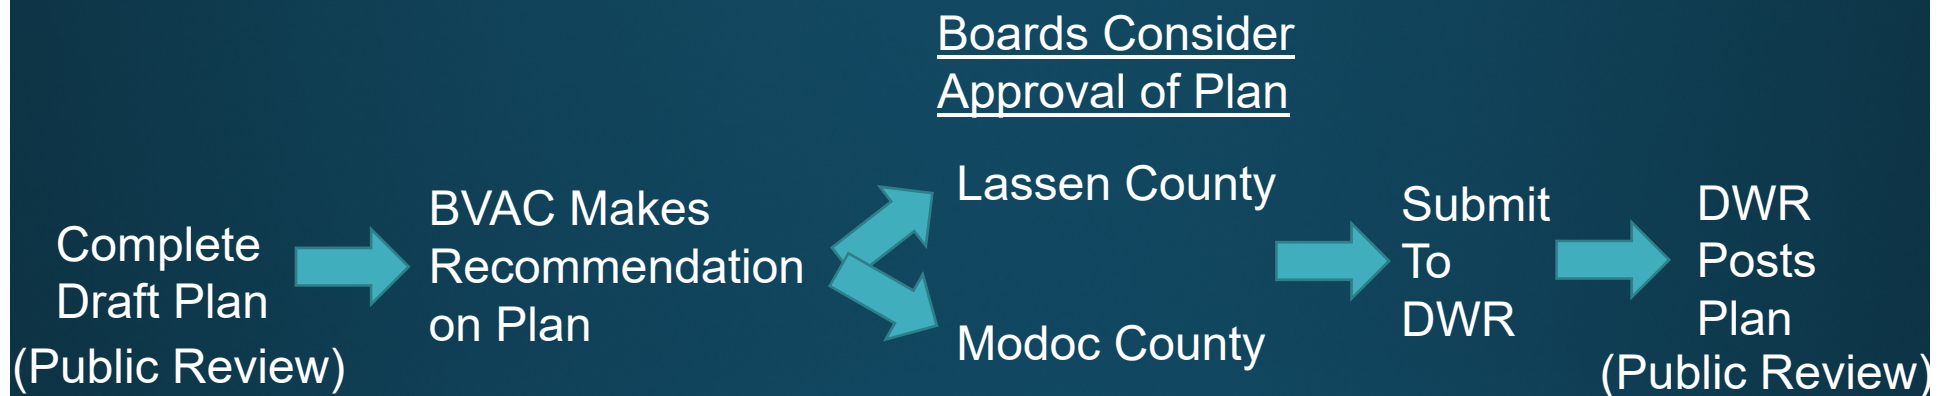 Complete
Draft Plan
(Public Review)
BVAC Makes
Recommendation
on Plan
Boards Consider
Approval of Plan
Lassen County
Modoc County
Submit
To
DWR
DWR
Posts
Plan
(Public Review)